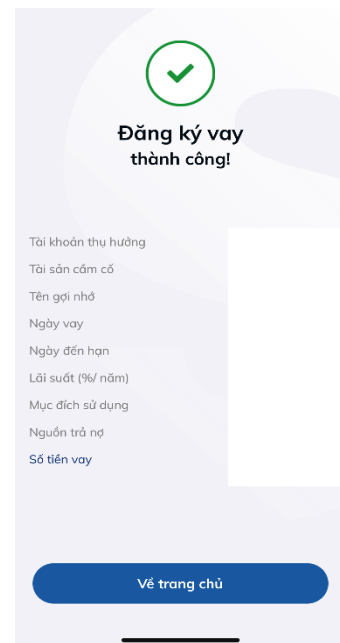 Đăng ký vay
thành công!
Tài khoản thụ hưởng
Tài sản cầm cố
Tên gợi nhớ
Ngày vay
Ngày đến hạn
Lãi suất (%/ năm)
Mục đích sử dụng
Nguồn trả nợ
Số tiền vay
Về trang chủ